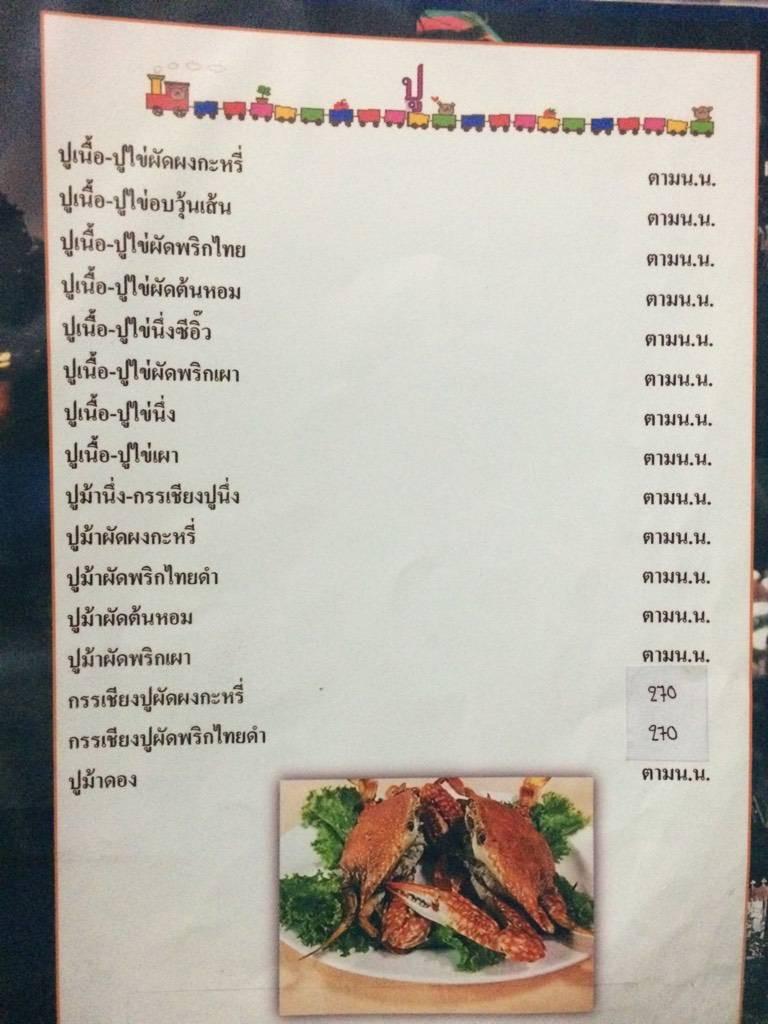 ปู
ปูเนื้อ-ปูไข่ผัดผงกะหรี่ ตามน.น.
ปูเนื้อ-ปูไข่อบวุ้นเส้น ตามน.น.
ปูเนื้อ-ปูไข่ผัดพริกไทย ตามน.น.
ปูเนื้อ-ปูไข่ผัดต้นหอม ตามน.น.
ปูเนื้อ-ปูไข่นึ่งซีอิ๊ว ตามน.น.
ปูเนื้อ-ปูไข่ผัดพริกเผา ตามน.น.
ปูเนื้อ-ปูไข่นึ่ง ตามน.น.
ปูเนื้อ-ปูไข่เผา ตามน.น.
ปูม้านึ่ง-กรรเชียงปูนึ่ง ตามน.น.
ปูม้าผัดผงกะหรี่ ตามน.น.
ปูม้าผัดพริกไทยดำ ตามน.น.
ปูม้าผัดต้นหอม ตามน.น.
ปูม้าผัดพริกเผา ตามน.น.
กรรเชียงปูผัดผงกะหรี่ 270
กรรเชียงปูผัดพริกไทยดำ 270
ปูม้าดอง ตามน.น.